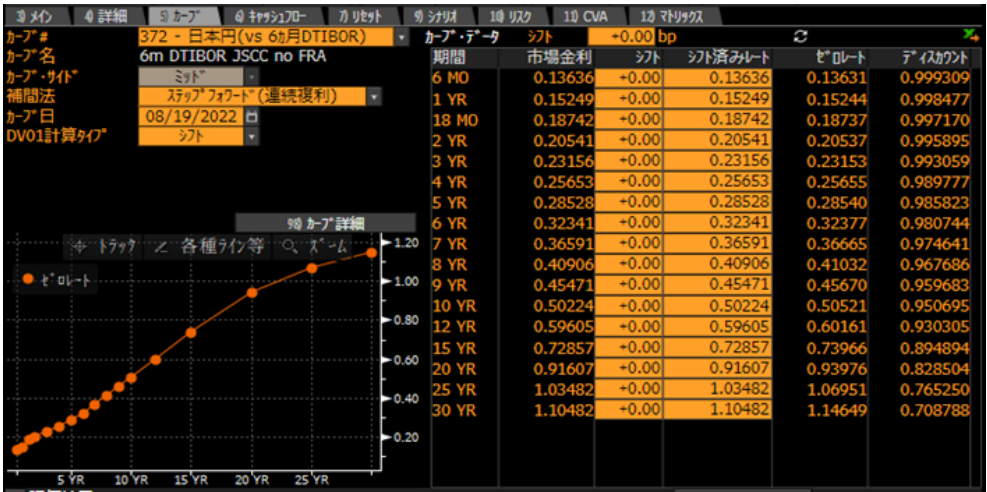 3) ﾒｲﾝ 4) 詳細 5) ｶｰﾌﾞ 6) ｷｬｯｼｭﾌﾛｰ 7) ﾘｾｯﾄ 9) ｼﾅﾘｵ 10) ﾘｽｸ 11) CVA 12) ﾏﾄﾘｯｸｽ
ｶｰﾌﾞ# 372 - 日本円(vs 6ｶ月DTIBOR) ｶｰﾌﾞ･ﾃﾞｰﾀ ｼﾌﾄ +0.00 bp
ｶｰﾌﾞ名 6m DTIBOR JSCC no FRA
ｶｰﾌﾞ･ｻｲﾄﾞ ﾐｯﾄﾞ
補間法 ｽﾃｯﾌﾟﾌｫﾜｰﾄﾞ(連続複利)
ｶｰﾌﾞ日 08/19/2022
DV01計算ﾀｲﾌﾟ ｼﾌﾄ
期間 市場金利 ｼﾌﾄ ｼﾌﾄ済みﾚｰﾄ ｾﾞﾛﾚｰﾄ ﾃﾞｨｽｶｳﾝﾄ
6 MO 0.13636 +0.00 0.13636 0.13631 0.999309
1 YR 0.15249 +0.00 0.15249 0.15244 0.998477
18 MO 0.18742 +0.00 0.18742 0.18737 0.997170
2 YR 0.20541 +0.00 0.20541 0.20537 0.995895
3 YR 0.23156 +0.00 0.23156 0.23153 0.993059
4 YR 0.25653 +0.00 0.25653 0.25655 0.989777
5 YR 0.28528 +0.00 0.28528 0.28540 0.985823
6 YR 0.32341 +0.00 0.32341 0.32377 0.980744
7 YR 0.36591 +0.00 0.36591 0.36665 0.974641
8 YR 0.40906 +0.00 0.40906 0.41032 0.967686
9 YR 0.45471 +0.00 0.45471 0.45670 0.959683
10 YR 0.50224 +0.00 0.50224 0.50521 0.950695
12 YR 0.59605 +0.00 0.59605 0.60161 0.930305
15 YR 0.72857 +0.00 0.72857 0.73966 0.894894
20 YR 0.91607 +0.00 0.91607 0.93976 0.828504
25 YR 1.03482 +0.00 1.03482 1.06951 0.765250
30 YR 1.10482 +0.00 1.10482 1.14649 0.708788
98) ｶｰﾌﾞ詳細
ﾄﾗｯｸ 各種ﾗｲﾝ等 ｽﾞｰﾑ
ｾﾞﾛﾚｰﾄ
1.20
1.00
0.80
0.60
0.40
0.20
5 YR 10 YR 15 YR 20 YR 25 YR